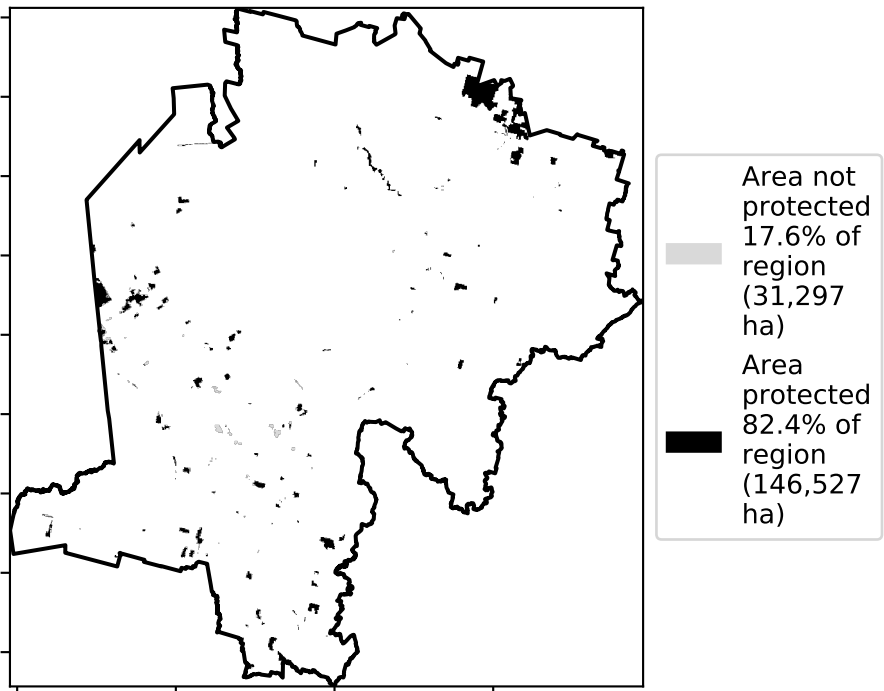 Area not
protected
17.6% of
region
(31,297
ha)
Area
protected
82.4% of
region
(146,527
ha)